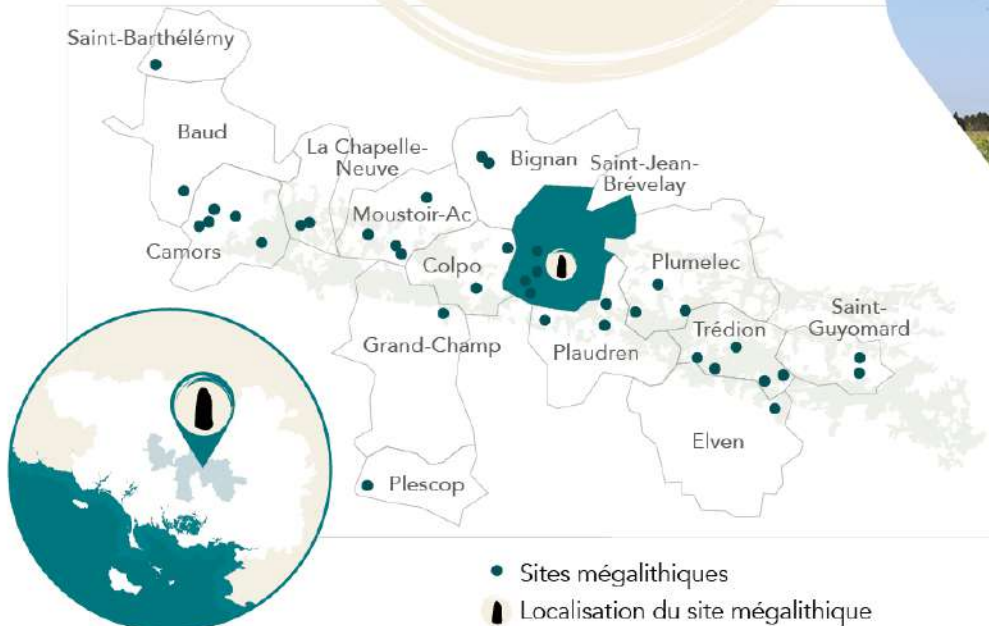 Saint-Barthélémy
Baud
La Chapelle-
Neuve
Bignan
Saint-Jean-
Brévelay
Moustoir-Ac
Camors
Colpo
Plumelec
Saint-
Guyomard
Trédion
Grand-Champ
Plaudren
Elven
Plescop
Sites mégalithiques
Localisation du site mégalithique